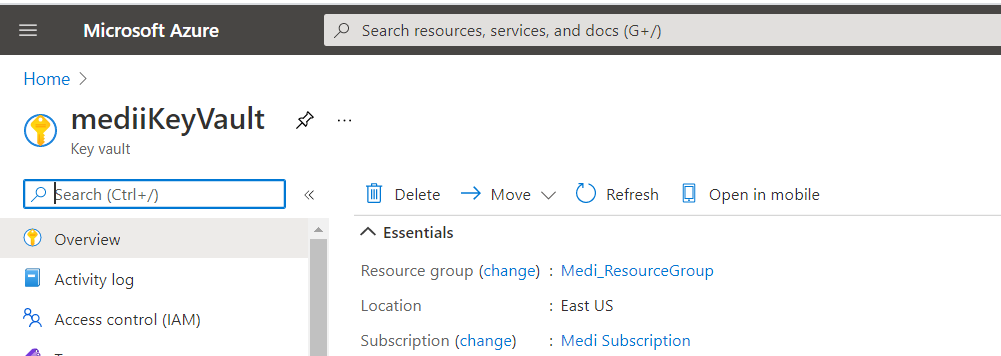 Microsoft Azure
Search resources, services, and docs (G+/)
Home
mediiKeyVault
Key vault
Search (Ctrl+/)
Delete Move Refresh Open in mobile
Overview
Essentials
Activity log
Resource group (change) : Medi_ResourceGroup
Location : East US
Access control (IAM)
Subscription (change) : Medi Subscription